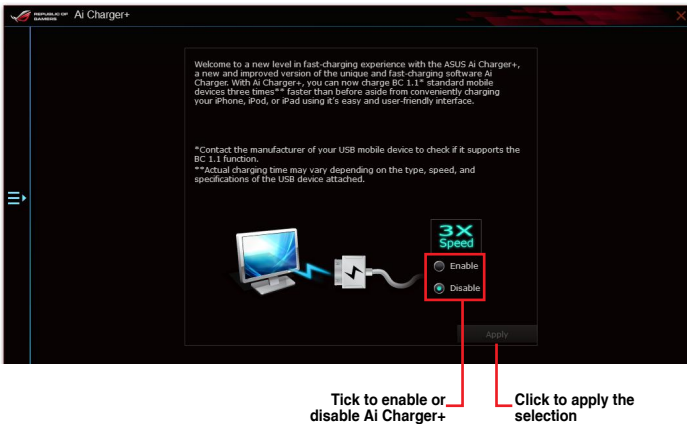 REPUBLIC OF
GAMERS
Ai Charger+
Welcome to a new level in fast-charging experience with the ASUS Ai Charger+,
a new and improved version of the unique and fast-charging software Ai
Charger. With Ai Charger+, you can now charge BC 1.1* standard mobile
devices three times** faster than before aside from conveniently charging
your iPhone, iPod, or iPad using it's easy and user-friendly interface.
*Contact the manufacturer of your USB mobile device to check if it supports the
BC 1.1 function.
**Actual charging time may vary depending on the type, speed, and
specifications of the USB device attached.
3X
Speed
Enable
Disable
Apply
Tick to enable or
disable Ai Charger+
Click to apply the
selection